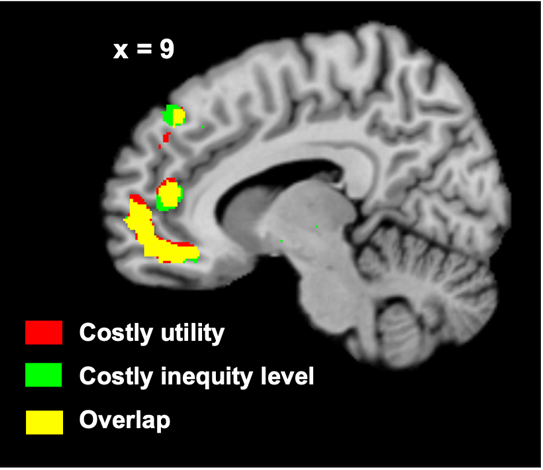 x = 9
Costly utility
Costly inequity level
Overlap